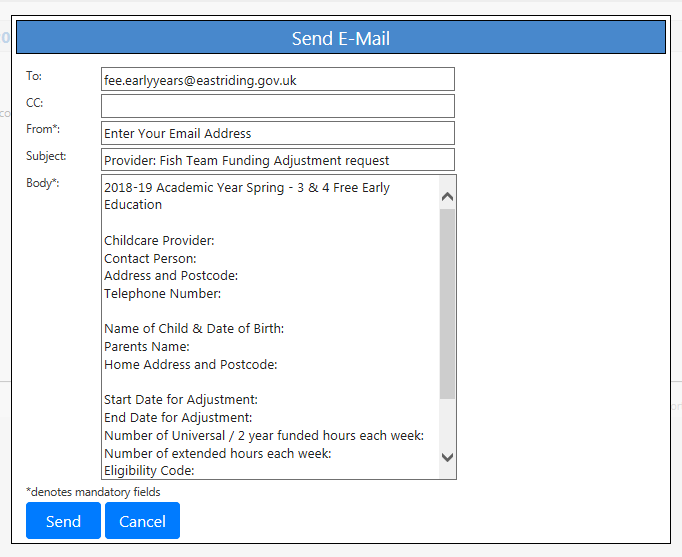 Send E-Mail
To:
fee.earlyyears@eastriding.gov.uk
CC:
From*:
Enter Your Email Address
Subject:
Provider: Fish Team Funding Adjustment request
Body*:
2018-19 Academic Year Spring - 3 & 4 Free Early
Education
Childcare Provider:
Contact Person:
Address and Postcode:
Telephone Number:
Name of Child & Date of Birth:
Parents Name:
Home Address and Postcode:
Start Date for Adjustment:
End Date for Adjustment:
Number of Universal / 2 year funded hours each week:
Number of extended hours each week:
Eligibility Code:
*denotes mandatory fields
Send
Cancel